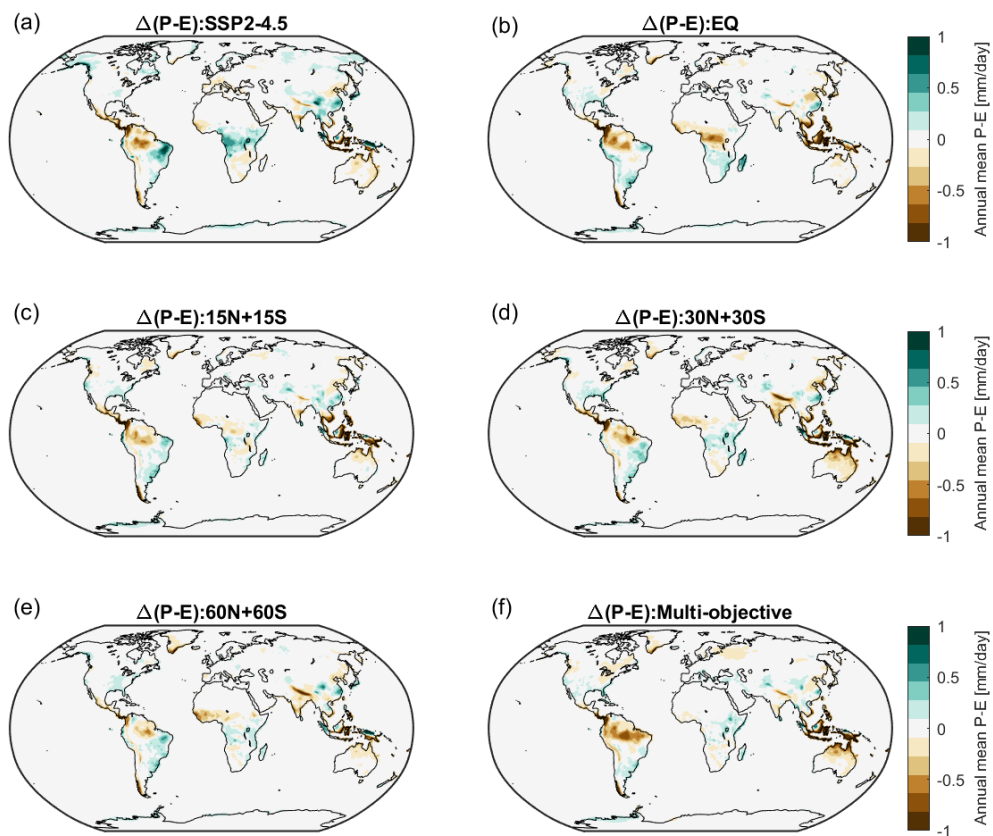 (a)
Δ(P-E):SSP2-4.5
(b)
Δ(P-E):EQ
1
0.5
0
-0.5
-1
Annual mean P-E [mm/day]
(c)
Δ(P-E):15N+15S
(d)
Δ(P-E):30N+30S
1
0.5
0
-0.5
-1
Annual mean P-E [mm/day]
(e)
Δ(P-E):60N+60S
(f)
Δ(P-E):Multi-objective
1
0.5
0
-0.5
-1
Annual mean P-E [mm/day]